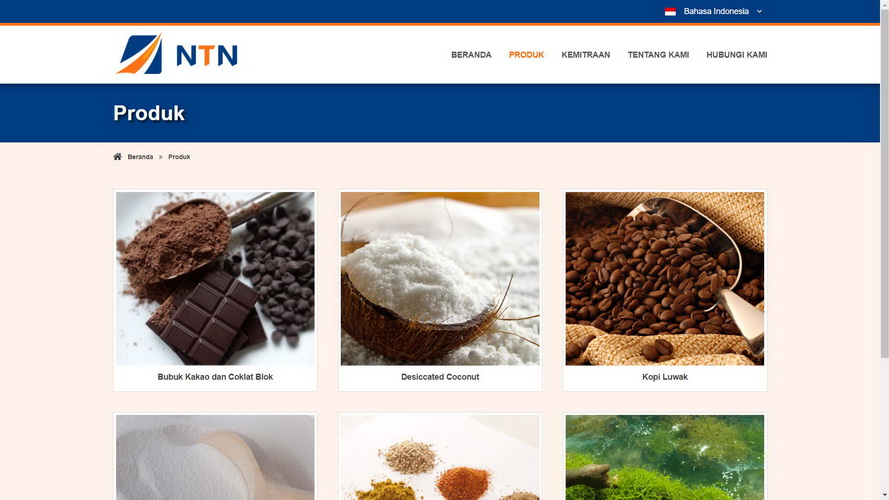 Bahasa Indonesia
NTN
BERANDA
PRODUK
KEMITRAAN
TENTANG KAMI
HUBUNGI KAMI
Produk
Beranda » Produk
Bubuk Kakao dan Coklat Blok
Desiccated Coconut
Kopi Luwak